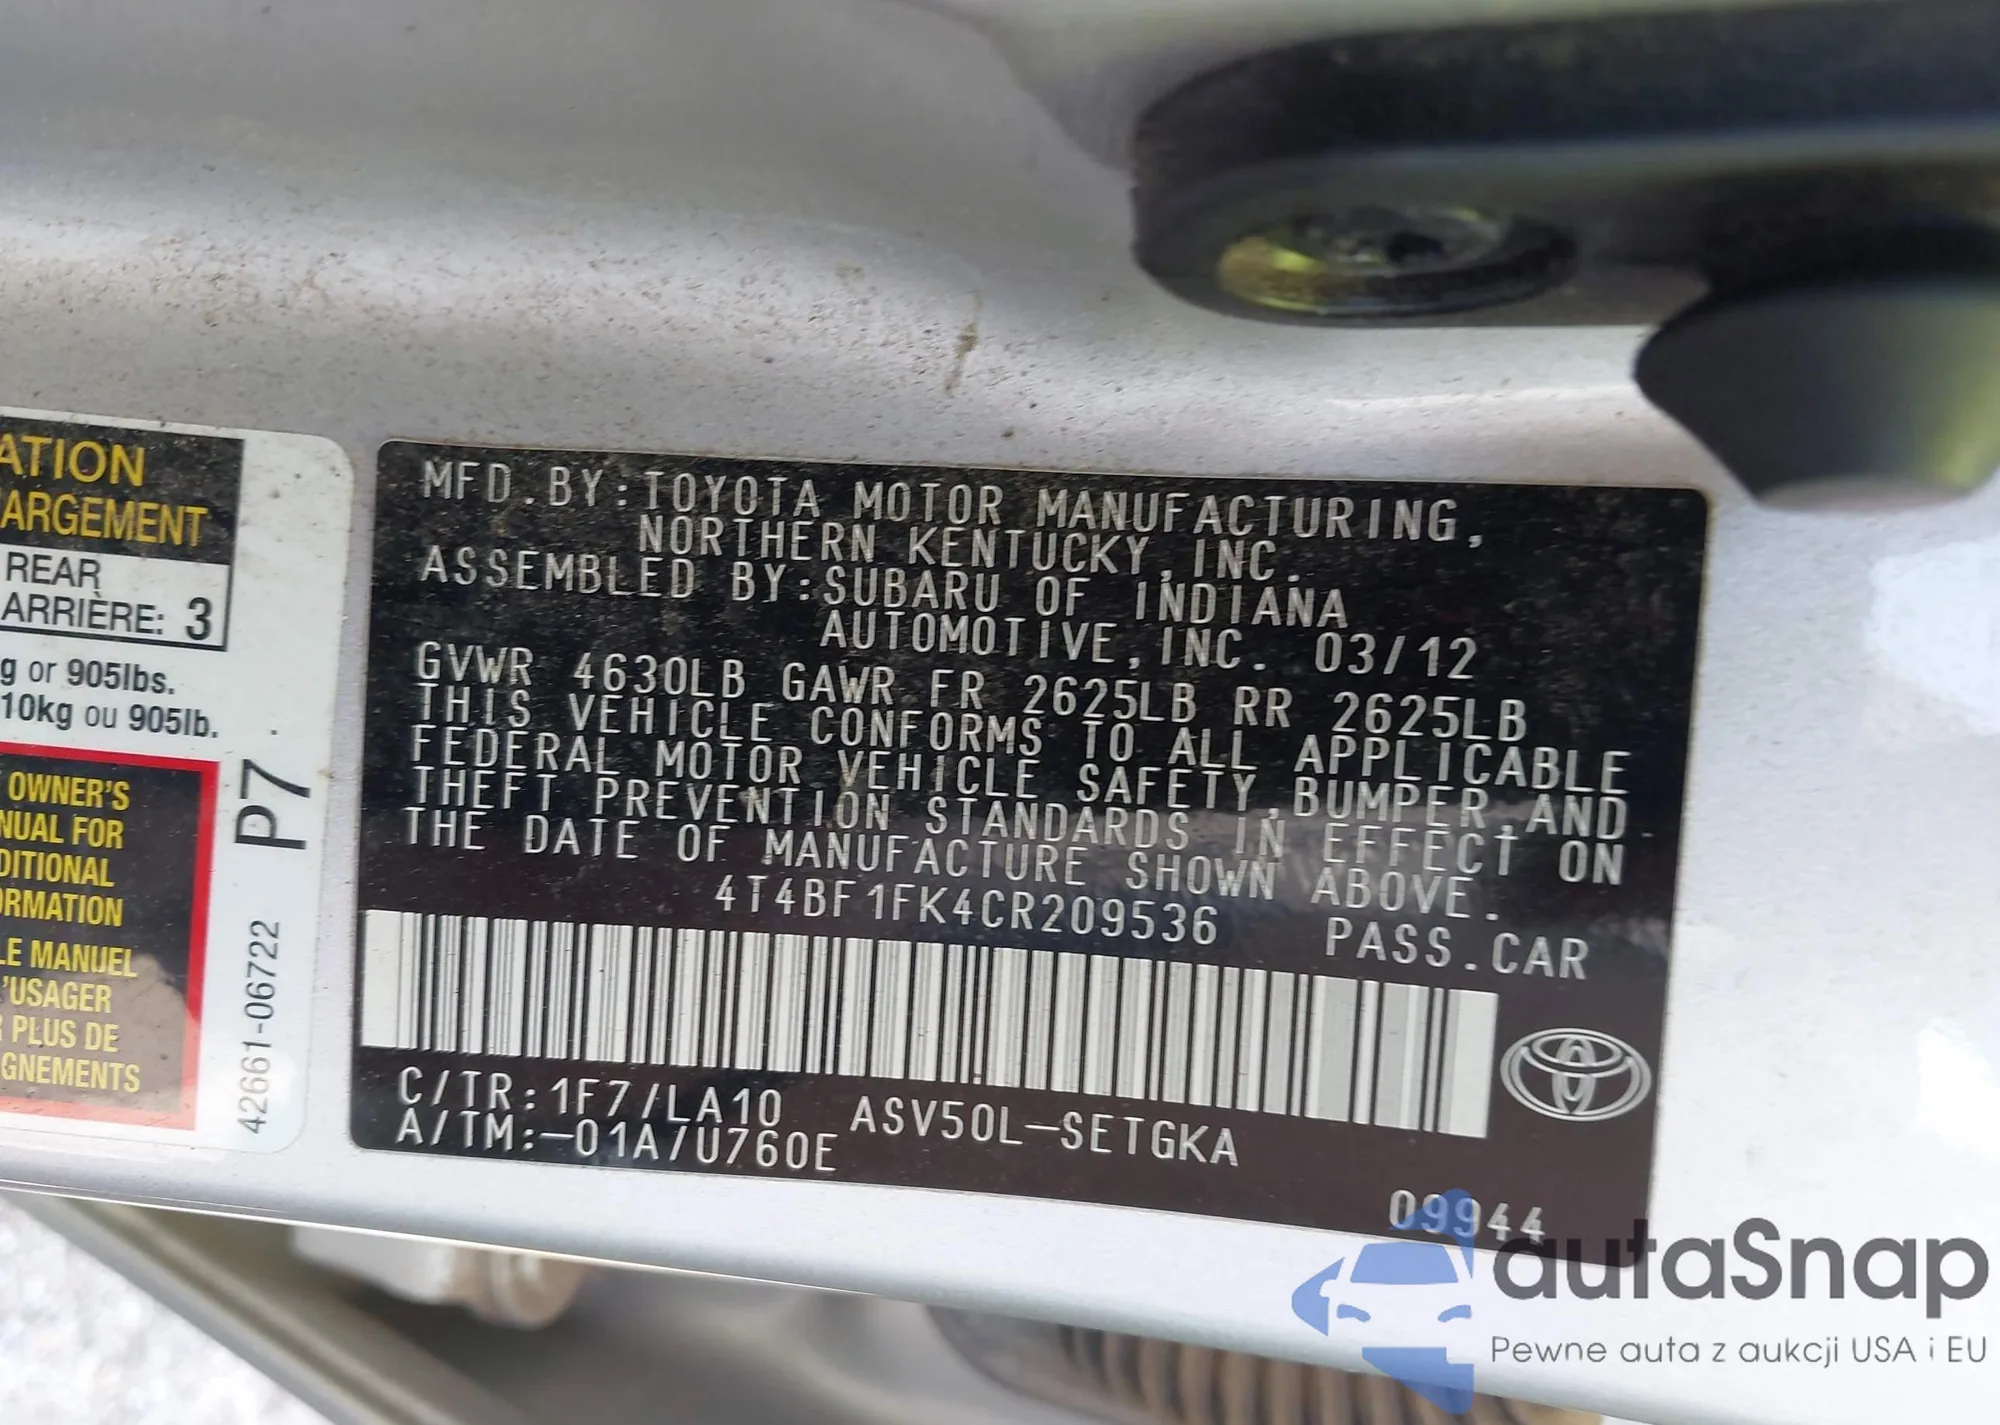 ATION
ARGEMENT
REAR
ARRIÈRE: 3
g or 905lbs.
10kg ou 905lb.
OWNER'S
NUAL FOR
DITIONAL
ORMATION
LE MANUEL
'USAGER
R PLUS DE
GNEMENTS
P7
42661-06722
MFD.BY:TOYOTA MOTOR MANUFACTURING,
NORTHERN KENTUCKY,INC.
ASSEMBLED BY:SUBARU OF INDIANA
AUTOMOTIVE,INC. 03/12
GVWR 4630LB GAWR FR 2625LB RR 2625LB
THIS VEHICLE CONFORMS TO ALL APPLICABLE
FEDERAL MOTOR VEHICLE SAFETY,BUMPER,AND
THEFT PREVENTION STANDARDS IN EFFECT ON
THE DATE OF MANUFACTURE SHOWN ABOVE.
4T4BF1FK4CR209536 PASS.CAR
C/TR:1F7/LA10 ASV50L-SETGKA
A/TM:-01A/U760E
09944
autaSnap
Pewne auta z aukcji USA i EU